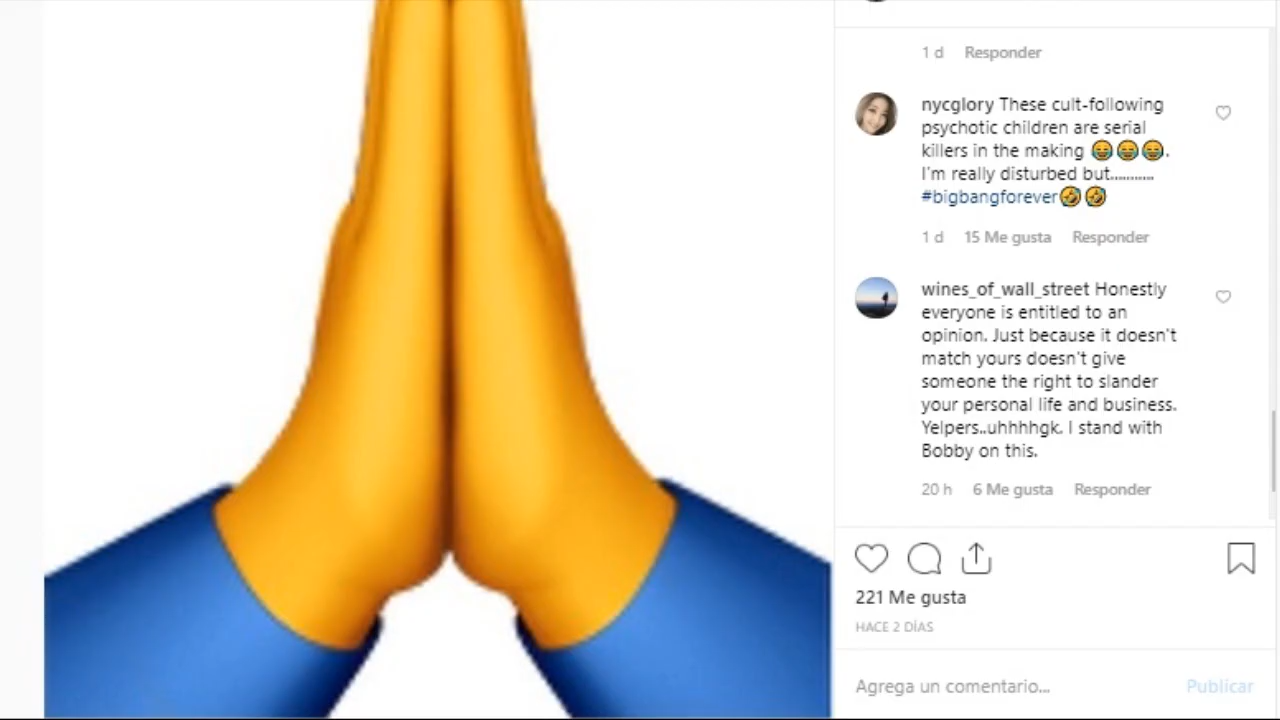 1 d Responder
nycglory These cult-following
psychotic children are serial
killers in the making 😂😂😂.
I'm really disturbed but............
#bigbangforever🤣🤣
1 d 15 Me gusta Responder
wines_of_wall_street Honestly
everyone is entitled to an
opinion. Just because it doesn't
match yours doesn't give
someone the right to slander
your personal life and business.
Yelpers..uhhhhgk. I stand with
Bobby on this.
20 h 6 Me gusta Responder
221 Me gusta
HACE 2 DÍAS
Agrega un comentario... Publicar